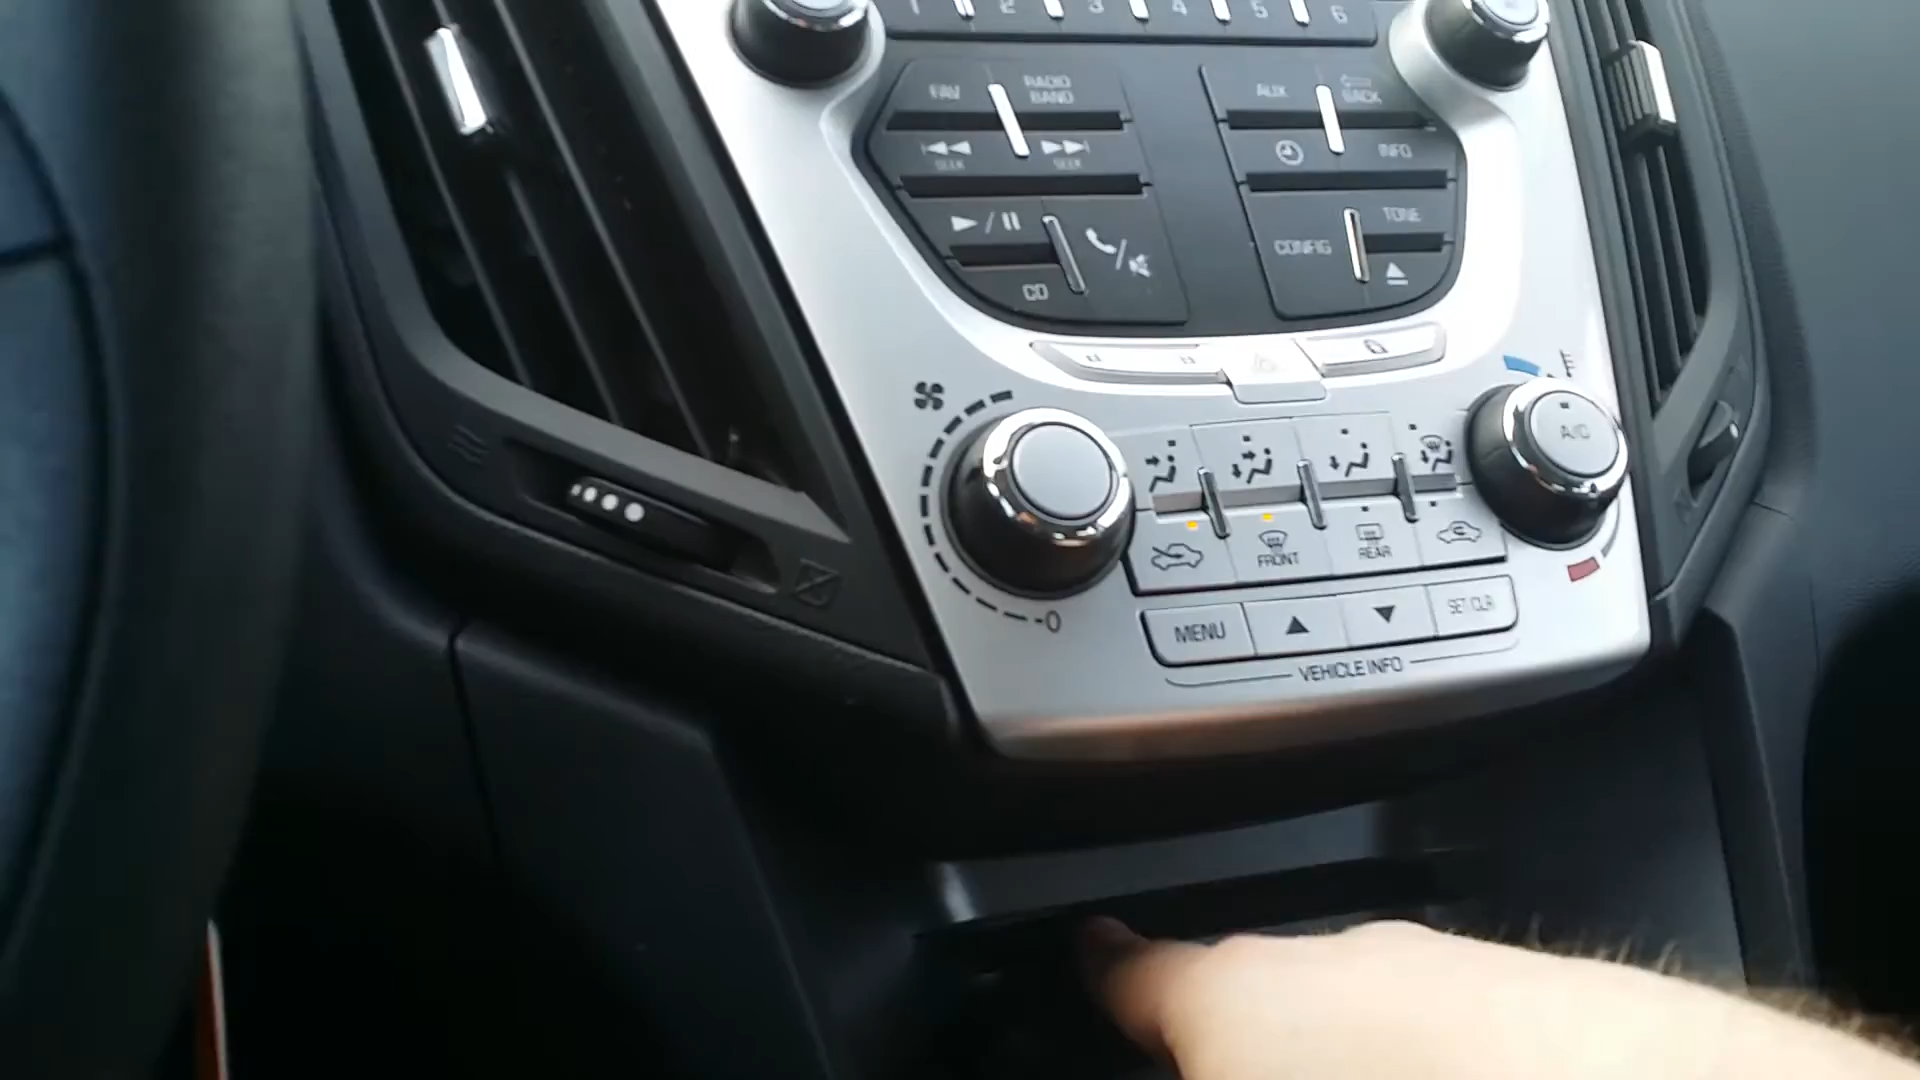 1 2 3 4 5 6
FAV RADIO BAND AUX BACK
SEEK SEEK INFO
CD CONFIG TONE
A/C
FRONT REAR
0
MENU SET CLR
VEHICLE INFO